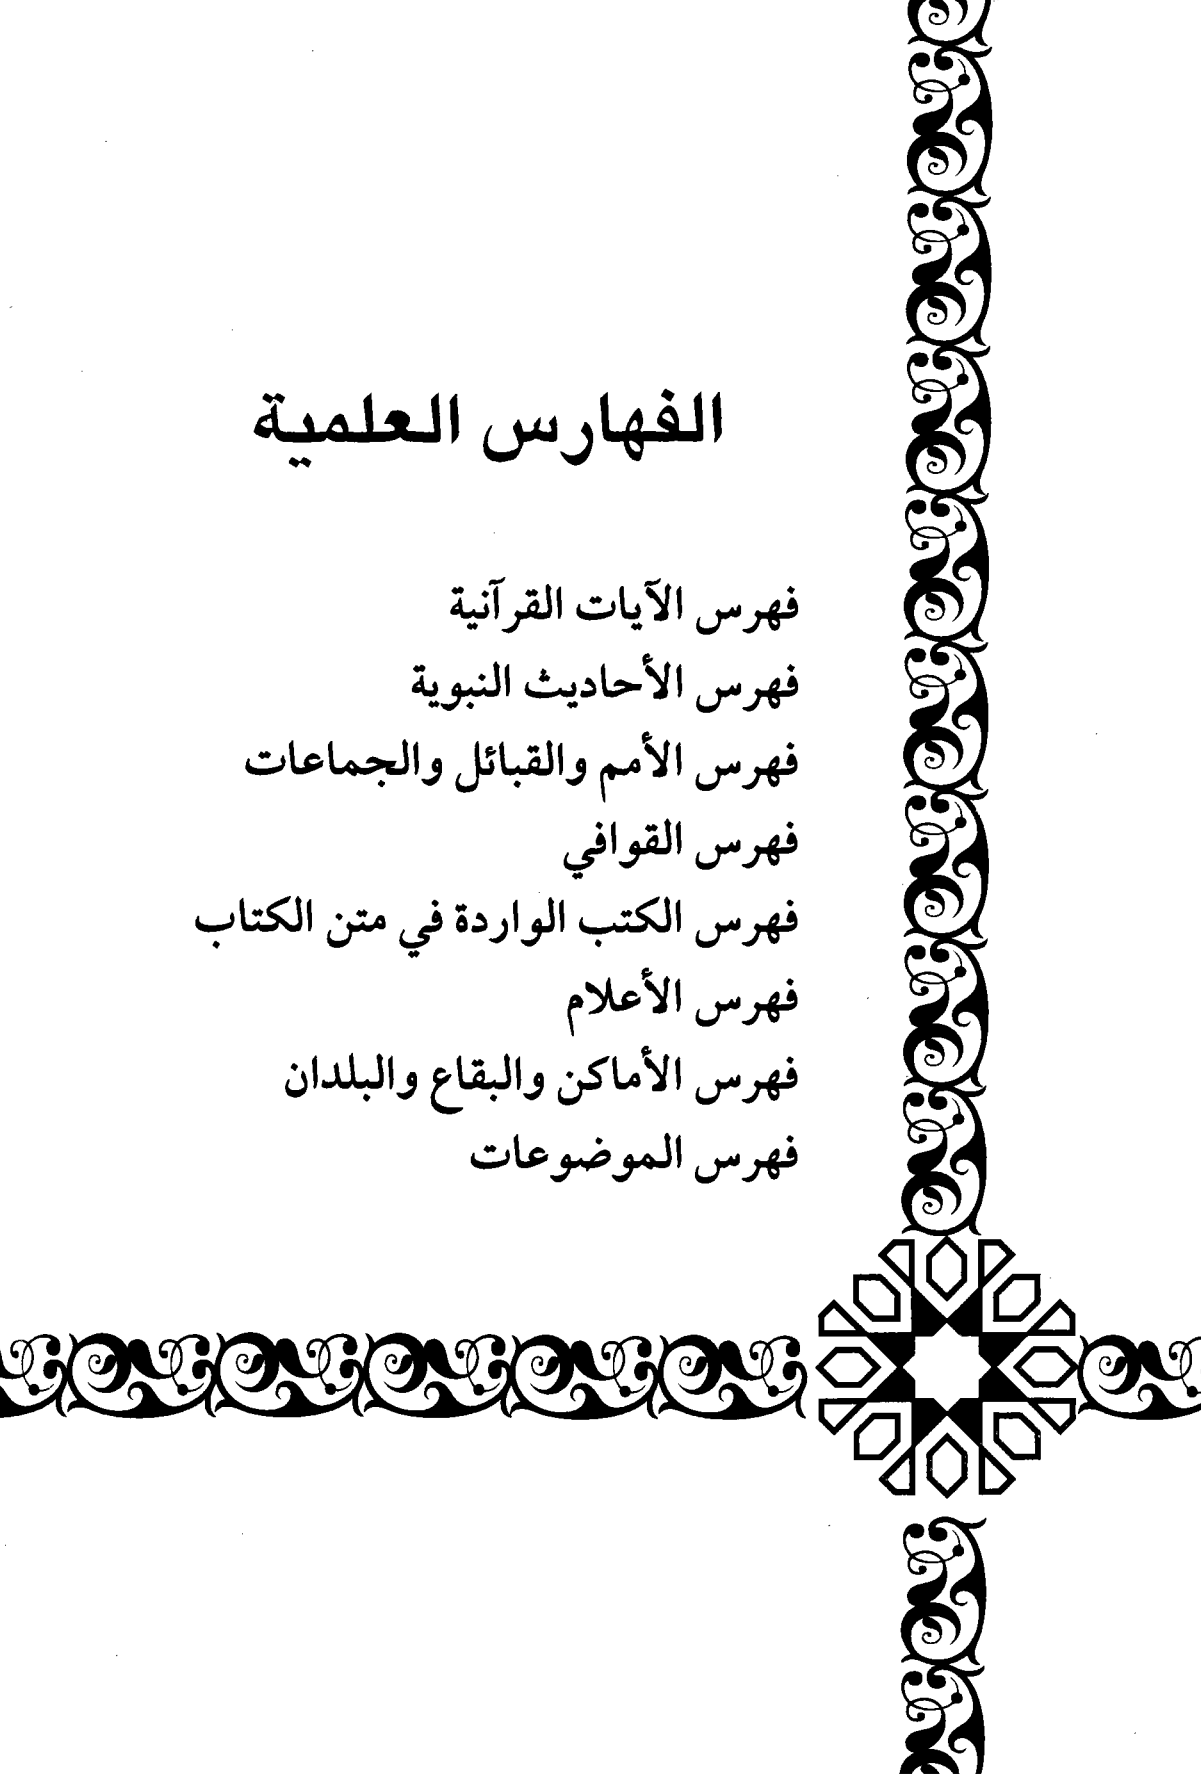 الفهارس العلمية
فهرس الآيات القرآنية
فهرس الأحاديث النبوية
فهرس الأمم والقبائل والجماعات
فهرس القوافي
فهرس الكتب الواردة في متن الكتاب
فهرس الأعلام
فهرس الأماكن والبقاع والبلدان
فهرس الموضوعات